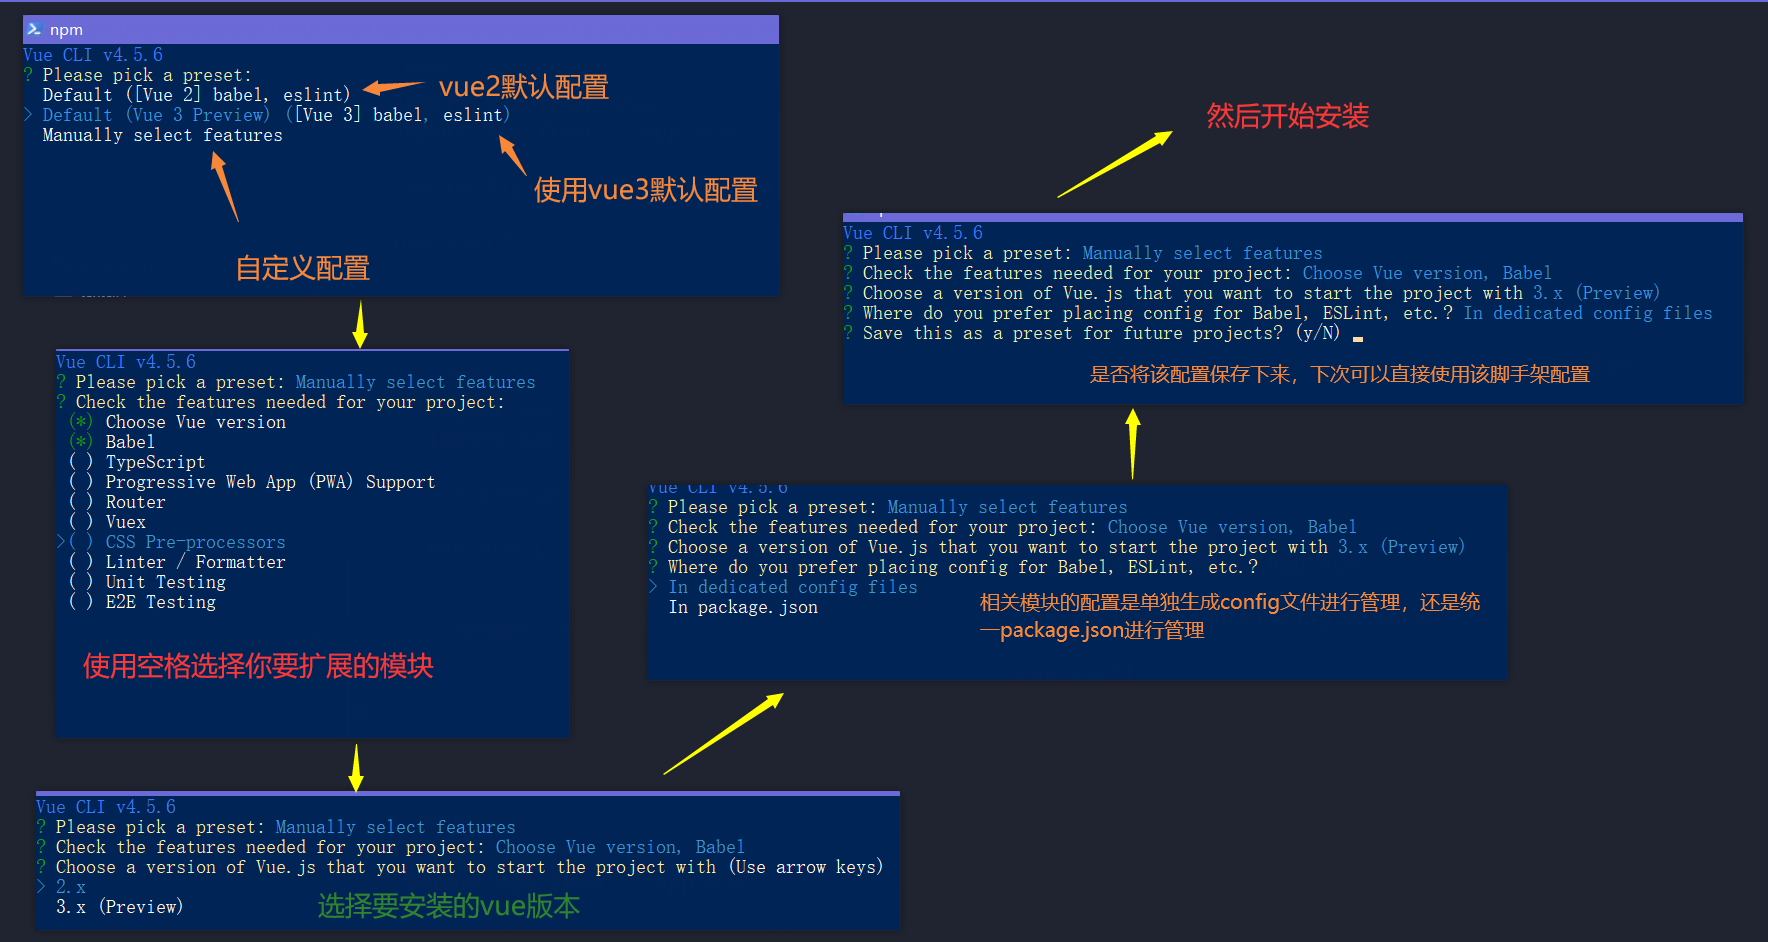 npm
Vue CLI v4.5.6
? Please pick a preset:
Default ([Vue 2] babel, eslint)
> Default (Vue 3 Preview) ([Vue 3] babel, eslint)
Manually select features
vue2默认配置
使用vue3默认配置
自定义配置
Vue CLI v4.5.6
? Please pick a preset: Manually select features
? Check the features needed for your project:
(*) Choose Vue version
(*) Babel
( ) TypeScript
( ) Progressive Web App (PWA) Support
( ) Router
( ) Vuex
>( ) CSS Pre-processors
( ) Linter / Formatter
( ) Unit Testing
( ) E2E Testing
使用空格选择你要扩展的模块
Vue CLI v4.5.6
? Please pick a preset: Manually select features
? Check the features needed for your project: Choose Vue version, Babel
? Choose a version of Vue.js that you want to start the project with (Use arrow keys)
> 2.x
3.x (Preview)
选择要安装的vue版本
Vue CLI v4.5.6
? Please pick a preset: Manually select features
? Check the features needed for your project: Choose Vue version, Babel
? Choose a version of Vue.js that you want to start the project with 3.x (Preview)
? Where do you prefer placing config for Babel, ESLint, etc.?
> In dedicated config files
In package.json
相关模块的配置是单独生成config文件进行管理，还是统
一package.json进行管理
Vue CLI v4.5.6
? Please pick a preset: Manually select features
? Check the features needed for your project: Choose Vue version, Babel
? Choose a version of Vue.js that you want to start the project with 3.x (Preview)
? Where do you prefer placing config for Babel, ESLint, etc.? In dedicated config files
? Save this as a preset for future projects? (y/N)
是否将该配置保存下来，下次可以直接使用该脚手架配置
然后开始安装